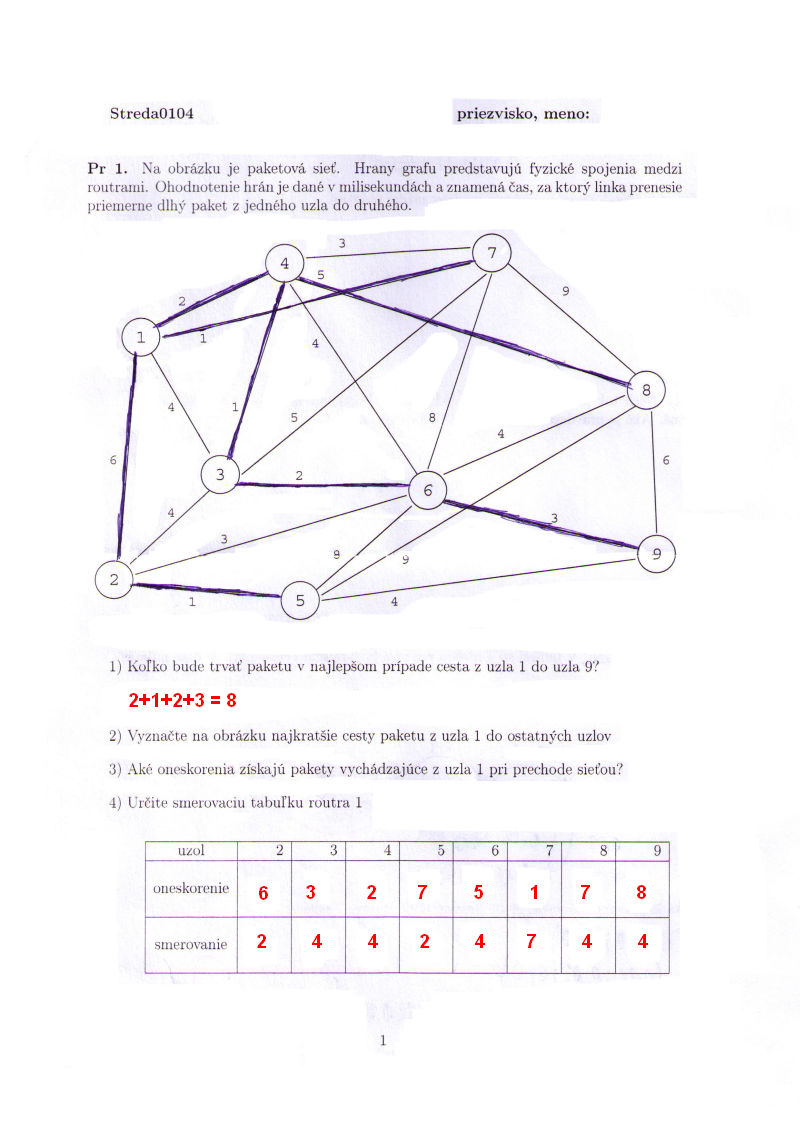 Streda0104 priezvisko, meno:
Pr 1. Na obrázku je paketová sieť. Hrany grafu predstavujú fyzické spojenia medzi
routrami. Ohodnotenie hrán je dané v milisekundách a znamená čas, za ktorý linka prenesie
priemerne dlhý paket z jedného uzla do druhého.
3
7
4
5
2
9
1
1
4
8
4
1
5
8
4
6
6
3
2
6
4
3
3
9
9
9
2
1
5
4
1) Koľko bude trvať paketu v najlepšom prípade cesta z uzla 1 do uzla 9?
2+1+2+3 = 8
2) Vyznačte na obrázku najkratšie cesty paketu z uzla 1 do ostatných uzlov
3) Aké oneskorenia získajú pakety vychádzajúce z uzla 1 pri prechode sieťou?
4) Určite smerovaciu tabuľku routra 1
uzol 2 3 4 5 6 7 8 9
oneskorenie 6 3 2 7 5 1 7 8
smerovanie 2 4 4 2 4 7 4 4
1